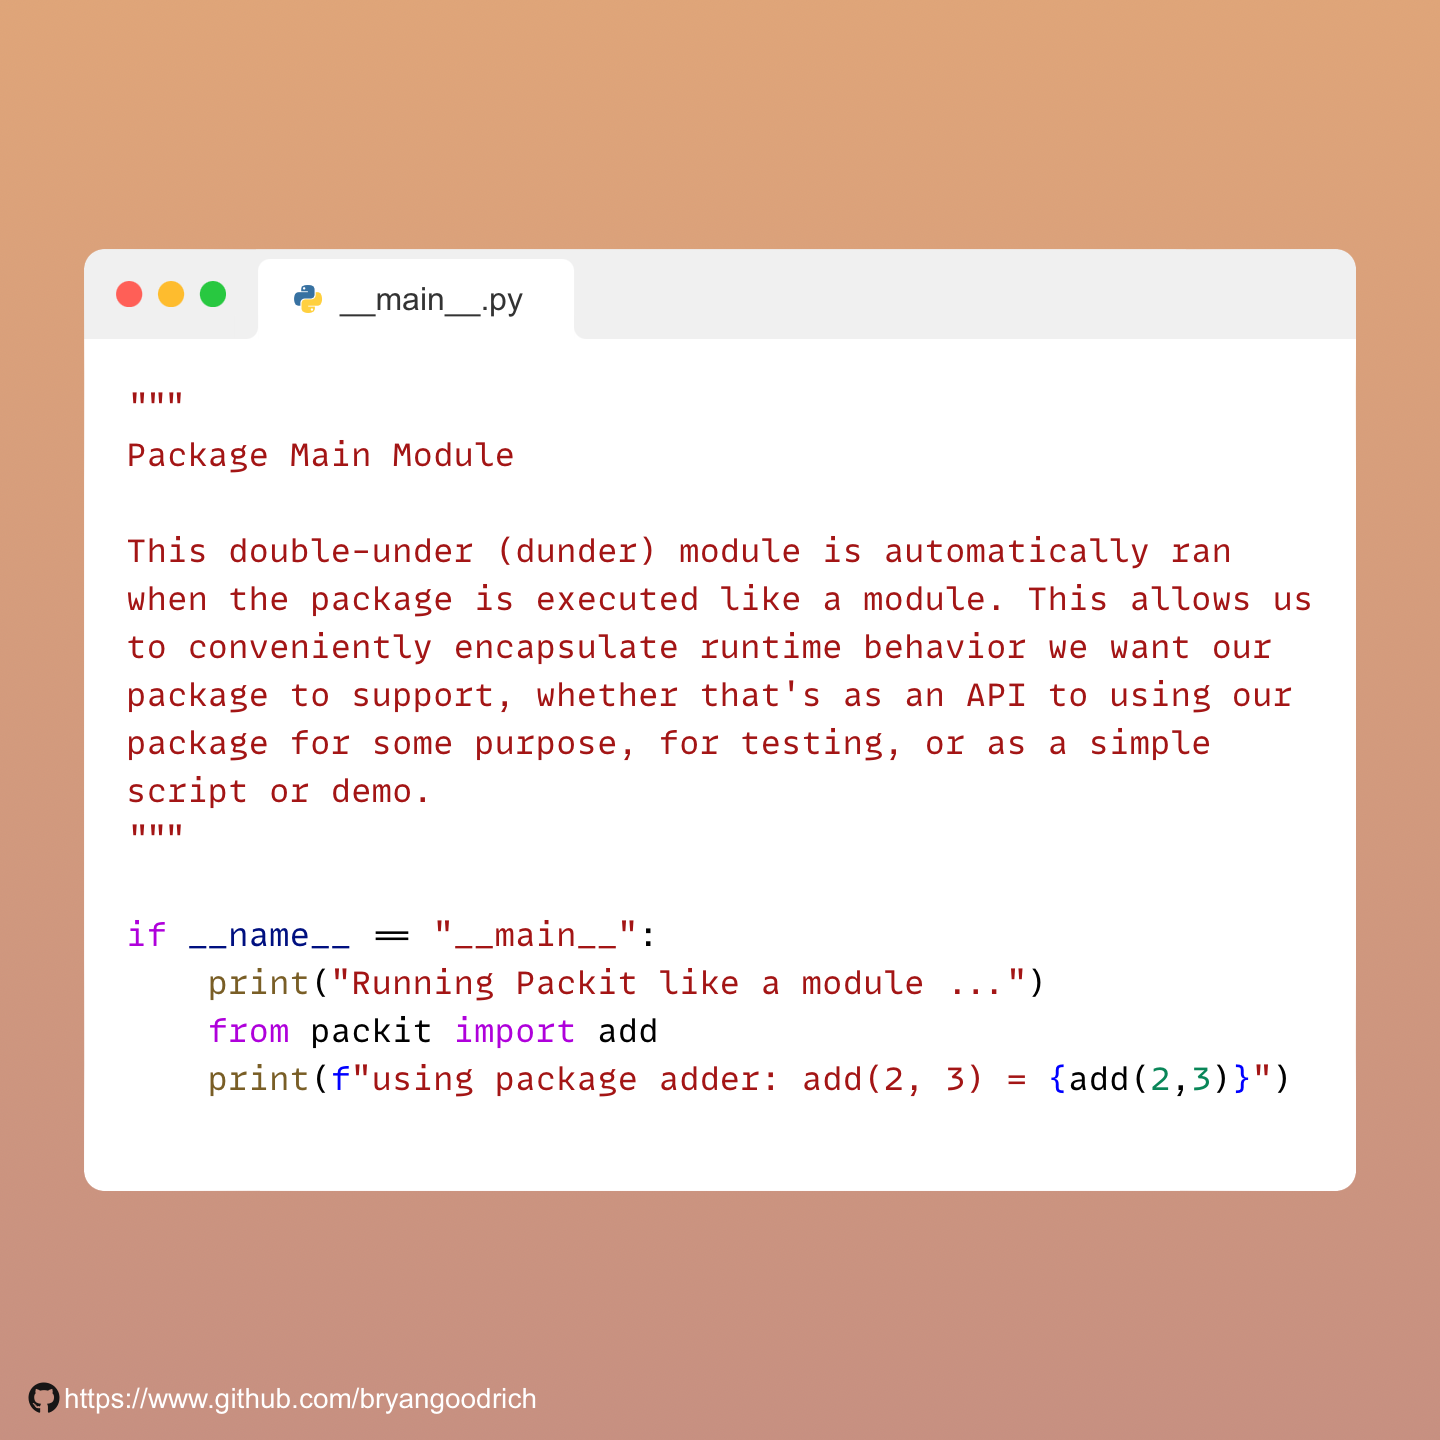 __main__.py
"""
Package Main Module
This double-under (dunder) module is automatically ran
when the package is executed like a module. This allows us
to conveniently encapsulate runtime behavior we want our
package to support, whether that's as an API to using our
package for some purpose, for testing, or as a simple
script or demo.
"""
if __name__ == "__main__":
    print("Running Packit like a module ...")
    from packit import add
    print(f"using package adder: add(2, 3) = {add(2,3)}")
https://www.github.com/bryangoodrich